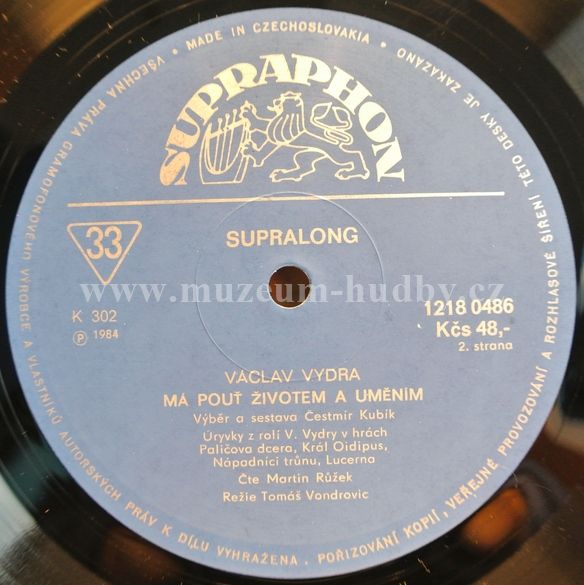 SUPRAPHON
SUPRALONG
33
K 302
Ⓟ 1984
1218 0486
Kčs 48,-
2. strana
www.muzeum-hudby.cz
VÁCLAV VYDRA
MÁ POUŤ ŽIVOTEM A UMĚNÍM
Výběr a sestava Čestmír Kubík
Úryvky z rolí V. Vydry v hrách
Paličova dcera, Král Oidipus,
Nápadníci trůnu, Lucerna
Čte Martin Růžek
Režie Tomáš Vondrovic
MADE IN CZECHOSLOVAKIA • VŠECHNA PRÁVA GRAMOFONOVÉHO VÝROBCE A VLASTNÍKŮ AUTORSKÝCH PRÁV K DÍLU VYHRAŽENA. POŘIZOVÁNÍ KOPIÍ, VEŘEJNÉ PROVOZOVÁNÍ A ROZHLASOVÉ ŠÍŘENÍ TÉTO DESKY JE ZAKÁZÁNO •